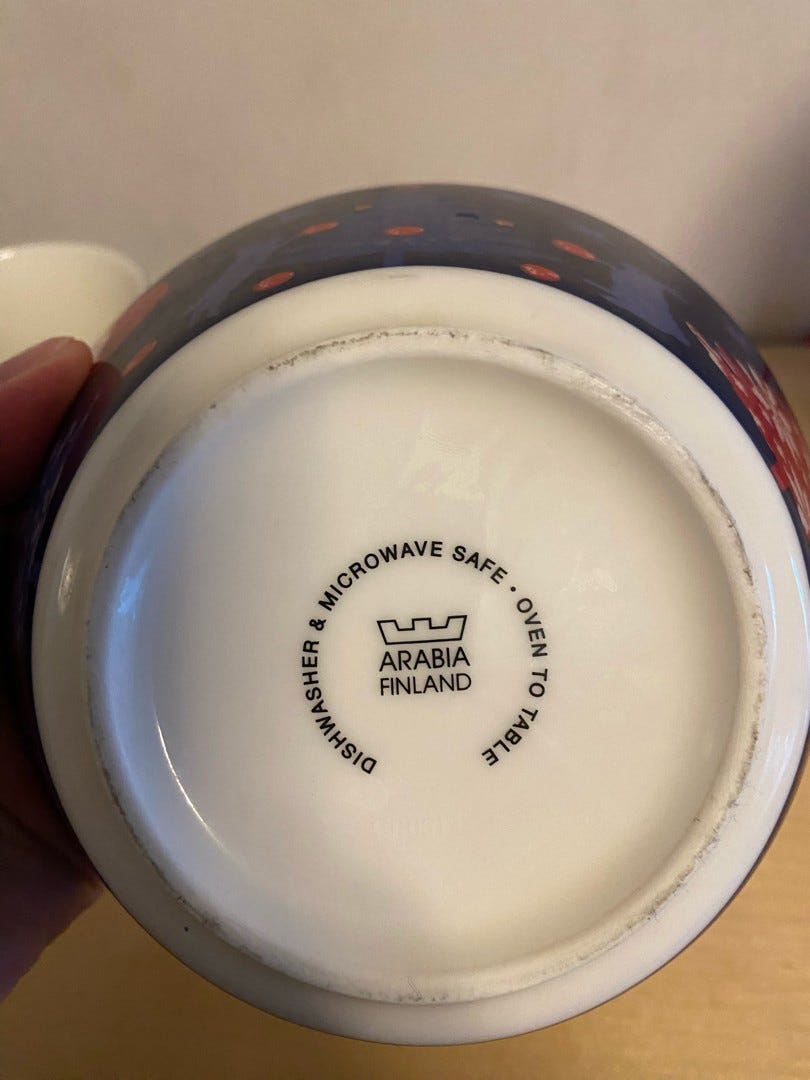 DISHWASHER & MICROWAVE SAFE • OVEN TO TABLE
ARABIA
FINLAND